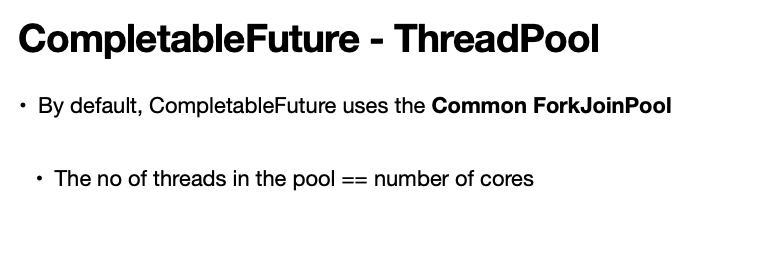 CompletableFuture - ThreadPool
• By default, CompletableFuture uses the Common ForkJoinPool
• The no of threads in the pool == number of cores